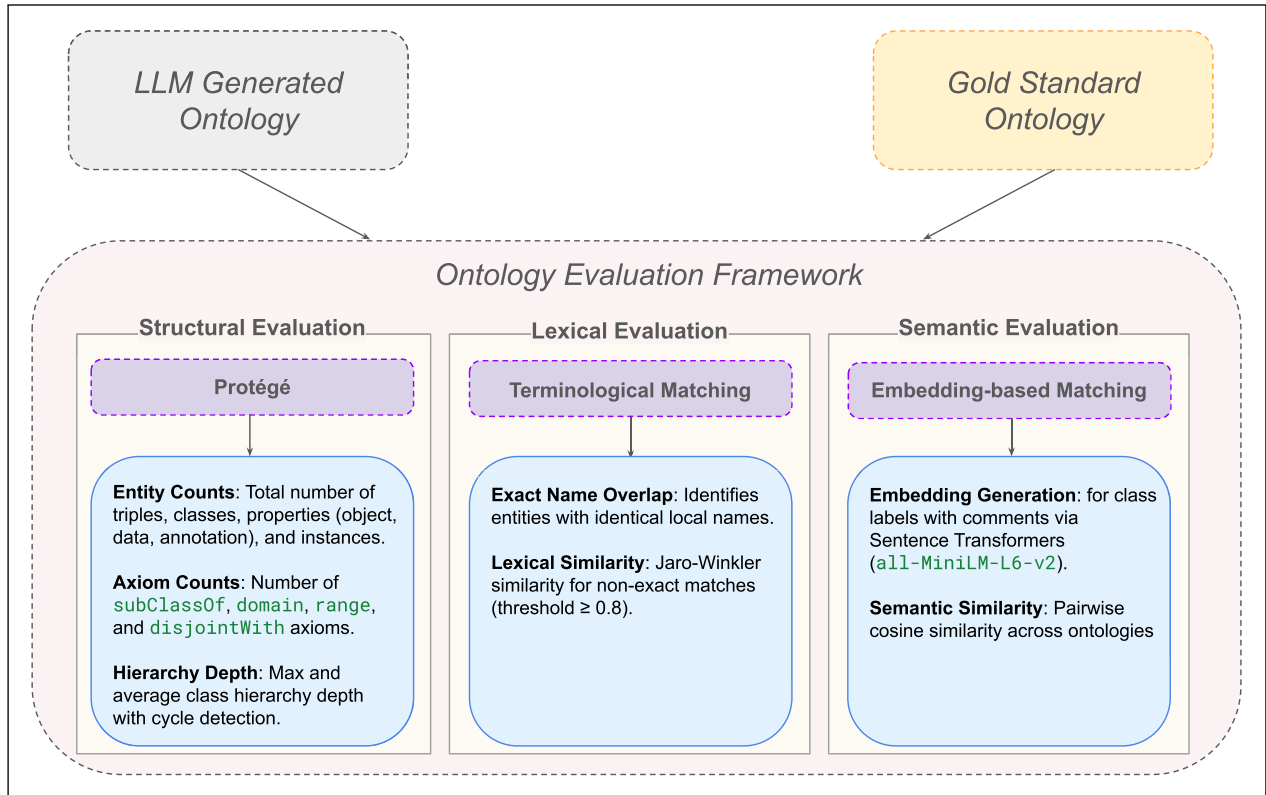 LLM Generated
Ontology
Gold Standard
Ontology
Ontology Evaluation Framework
Structural Evaluation
Protégé
Entity Counts: Total number of
triples, classes, properties (object,
data, annotation), and instances.
Axiom Counts: Number of
subClassOf, domain, range,
and disjointWith axioms.
Hierarchy Depth: Max and
average class hierarchy depth
with cycle detection.
Lexical Evaluation
Terminological Matching
Exact Name Overlap: Identifies
entities with identical local names.
Lexical Similarity: Jaro-Winkler
similarity for non-exact matches
(threshold ≥ 0.8).
Semantic Evaluation
Embedding-based Matching
Embedding Generation: for class
labels with comments via
Sentence Transformers
(all-MiniLM-L6-v2).
Semantic Similarity: Pairwise
cosine similarity across ontologies